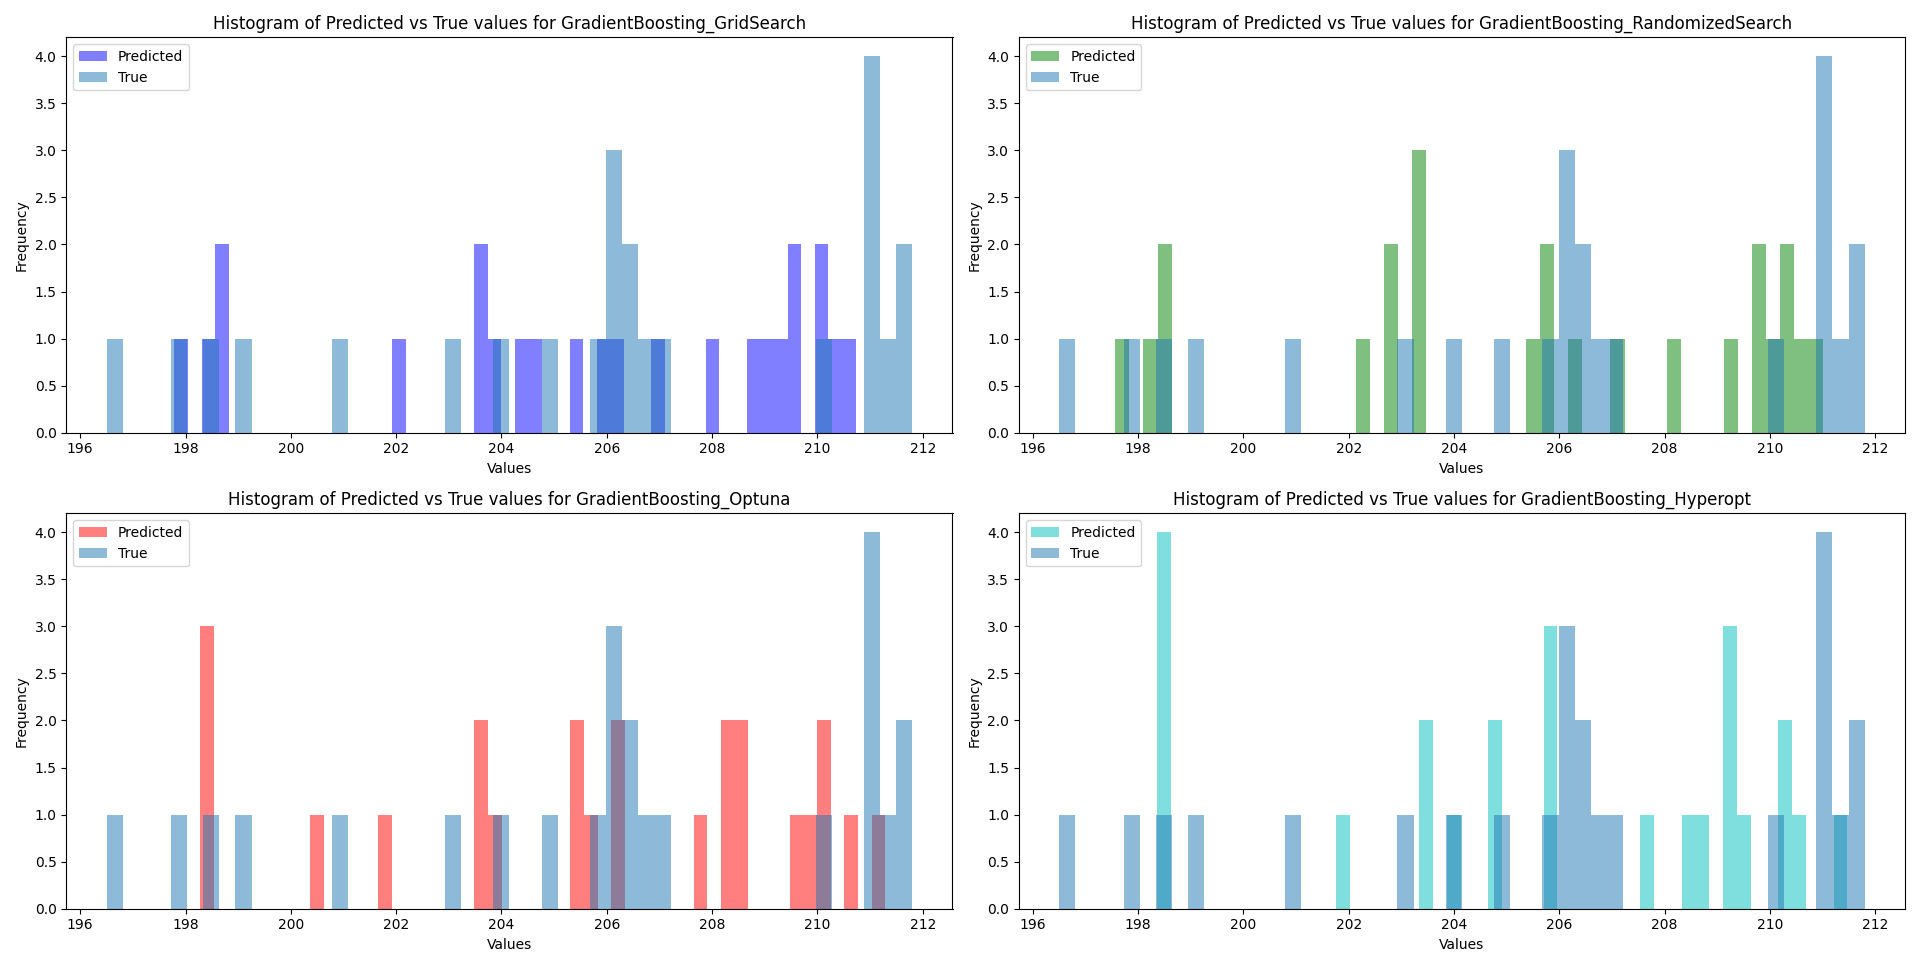 Histogram of Predicted vs True values for GradientBoosting_GridSearch
Predicted
True
4.0
3.5
3.0
2.5
2.0
1.5
1.0
0.5
0.0
Frequency
196 198 200 202 204 206 208 210 212
Values
Histogram of Predicted vs True values for GradientBoosting_RandomizedSearch
Predicted
True
4.0
3.5
3.0
2.5
2.0
1.5
1.0
0.5
0.0
Frequency
196 198 200 202 204 206 208 210 212
Values
Histogram of Predicted vs True values for GradientBoosting_Optuna
Predicted
True
4.0
3.5
3.0
2.5
2.0
1.5
1.0
0.5
0.0
Frequency
196 198 200 202 204 206 208 210 212
Values
Histogram of Predicted vs True values for GradientBoosting_Hyperopt
Predicted
True
4.0
3.5
3.0
2.5
2.0
1.5
1.0
0.5
0.0
Frequency
196 198 200 202 204 206 208 210 212
Values